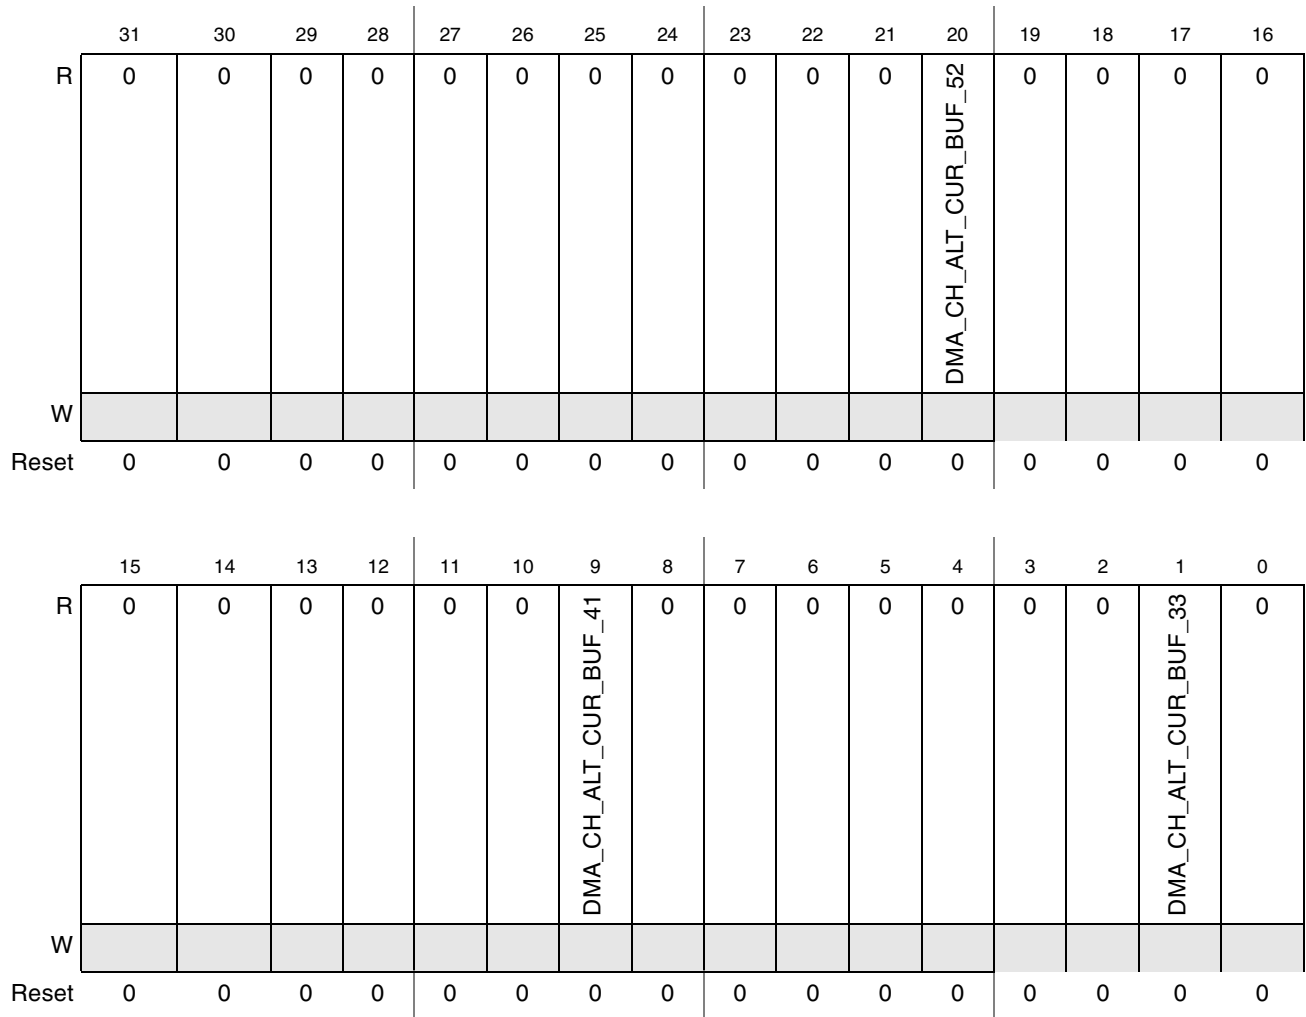 31 30 29 28 27 26 25 24 23 22 21 20 19 18 17 16
R 0 0 0 0 0 0 0 0 0 0 0 DMA_CH_ALT_CUR_BUF_52 0 0 0 0
W
Reset 0 0 0 0 0 0 0 0 0 0 0 0 0 0 0 0
15 14 13 12 11 10 9 8 7 6 5 4 3 2 1 0
R 0 0 0 0 0 0 DMA_CH_ALT_CUR_BUF_41 0 0 0 0 0 0 0 DMA_CH_ALT_CUR_BUF_33 0
W
Reset 0 0 0 0 0 0 0 0 0 0 0 0 0 0 0 0